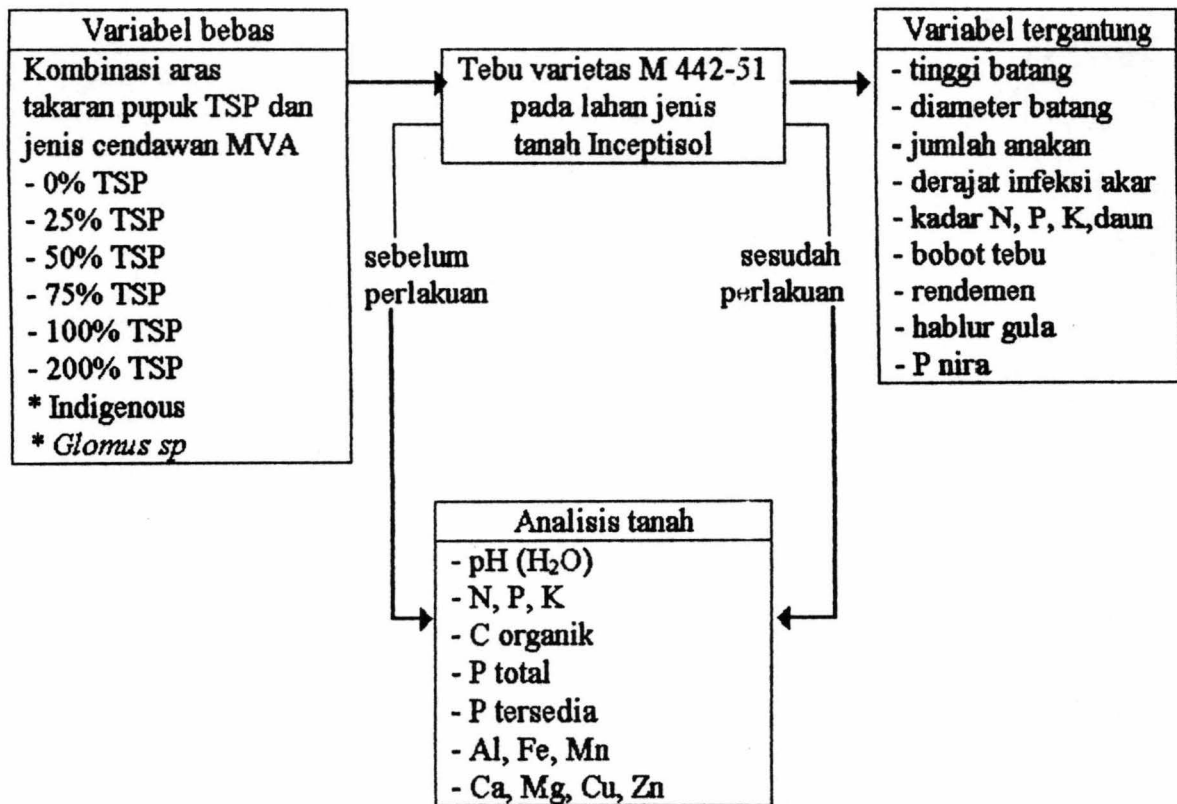 Variabel bebas
Kombinasi aras
takaran pupuk TSP dan
jenis cendawan MVA
- 0% TSP
- 25% TSP
- 50% TSP
- 75% TSP
- 100% TSP
- 200% TSP
* Indigenous
* Glomus sp
Tebu varietas M 442-51
pada lahan jenis
tanah Inceptisol
sebelum
perlakuan
sesudah
perlakuan
Variabel tergantung
- tinggi batang
- diameter batang
- jumlah anakan
- derajat infeksi akar
- kadar N, P, K,daun
- bobot tebu
- rendemen
- hablur gula
- P nira
Analisis tanah
- pH (H₂O)
- N, P, K
- C organik
- P total
- P tersedia
- Al, Fe, Mn
- Ca, Mg, Cu, Zn